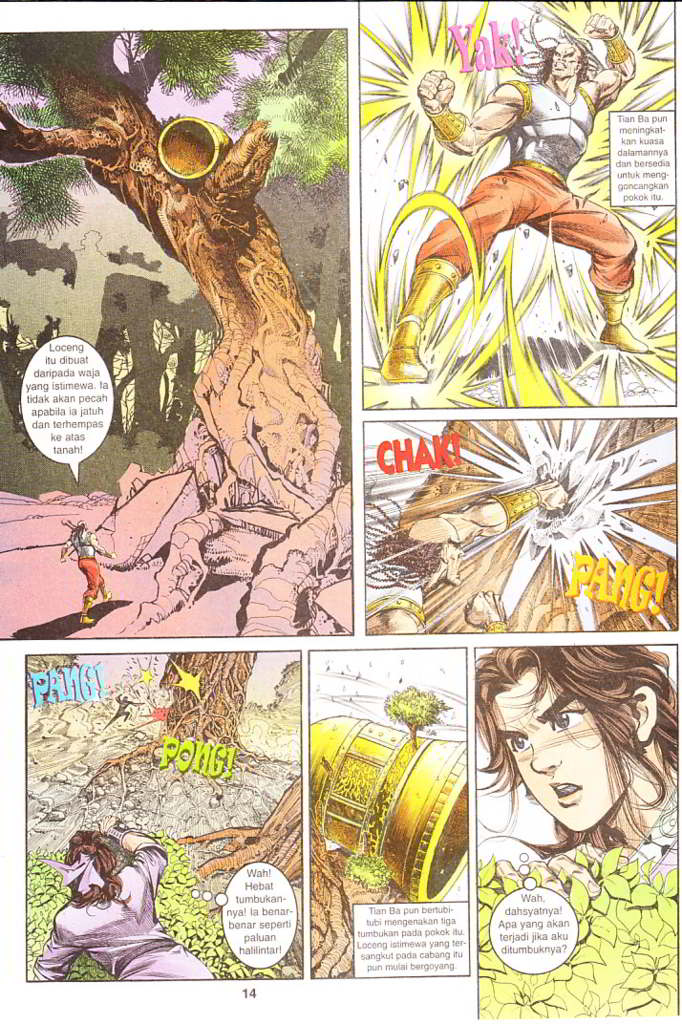 Loceng
itu dibuat
daripada waja
yang istimewa. Ia
tidak akan pecah
apabila ia jatuh
dan terhempas
ke atas
tanah!
Yak!
Tian Ba pun
meningkat-
kan kuasa
dalamannya
dan bersedia
untuk meng-
goncangkan
pokok itu.
CHAK!
PANG!
PANG!
PONG!
Wah!
Hebat
tumbukan-
nya! Ia benar-
benar seperti
paluan
halilintar!
Tian Ba pun bertubi-
tubi mengenakan tiga
tumbukan pada pokok itu.
Loceng istimewa yang ter-
sangkut pada cabang itu
pun mulai bergoyang.
Wah,
dahsyatnya!
Apa yang akan
terjadi jika aku
ditumbuknya?
14